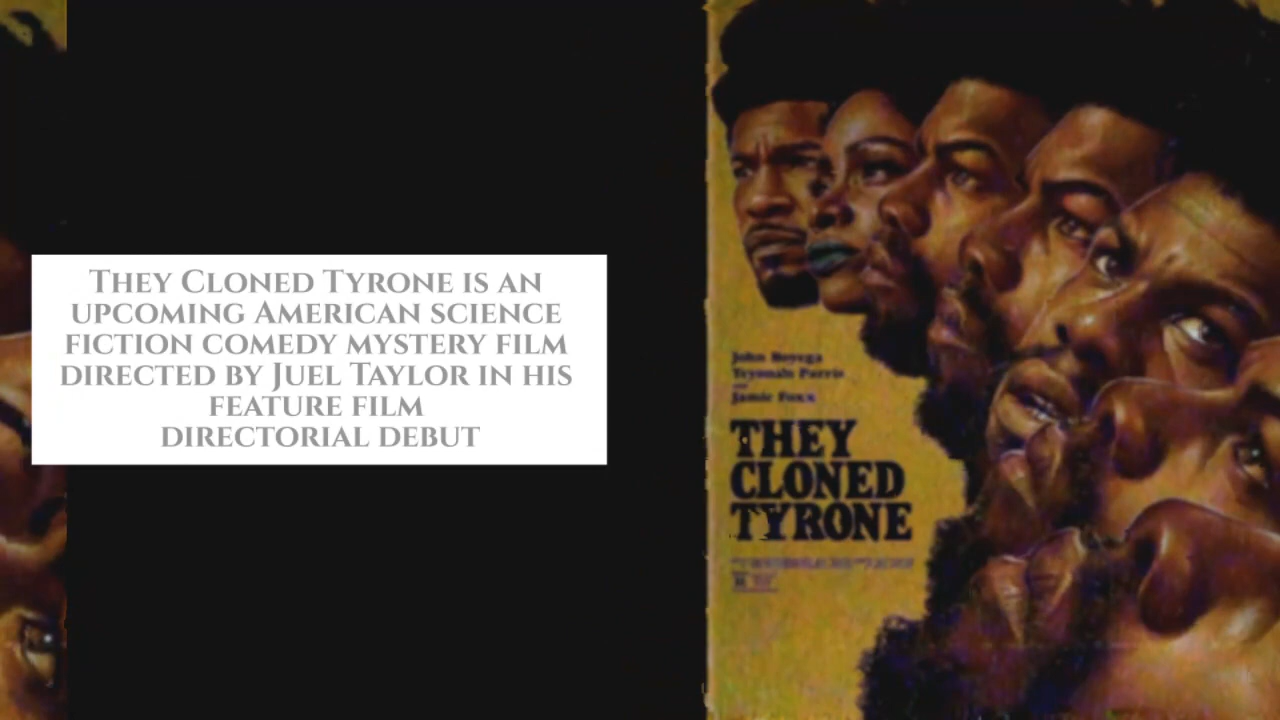 They Cloned Tyrone is an
upcoming American science
fiction comedy mystery film
directed by Juel Taylor in his
feature film
directorial debut
John Boyega
Teyonah Parris
and
Jamie Foxx
THEY
CLONED
TYRONE